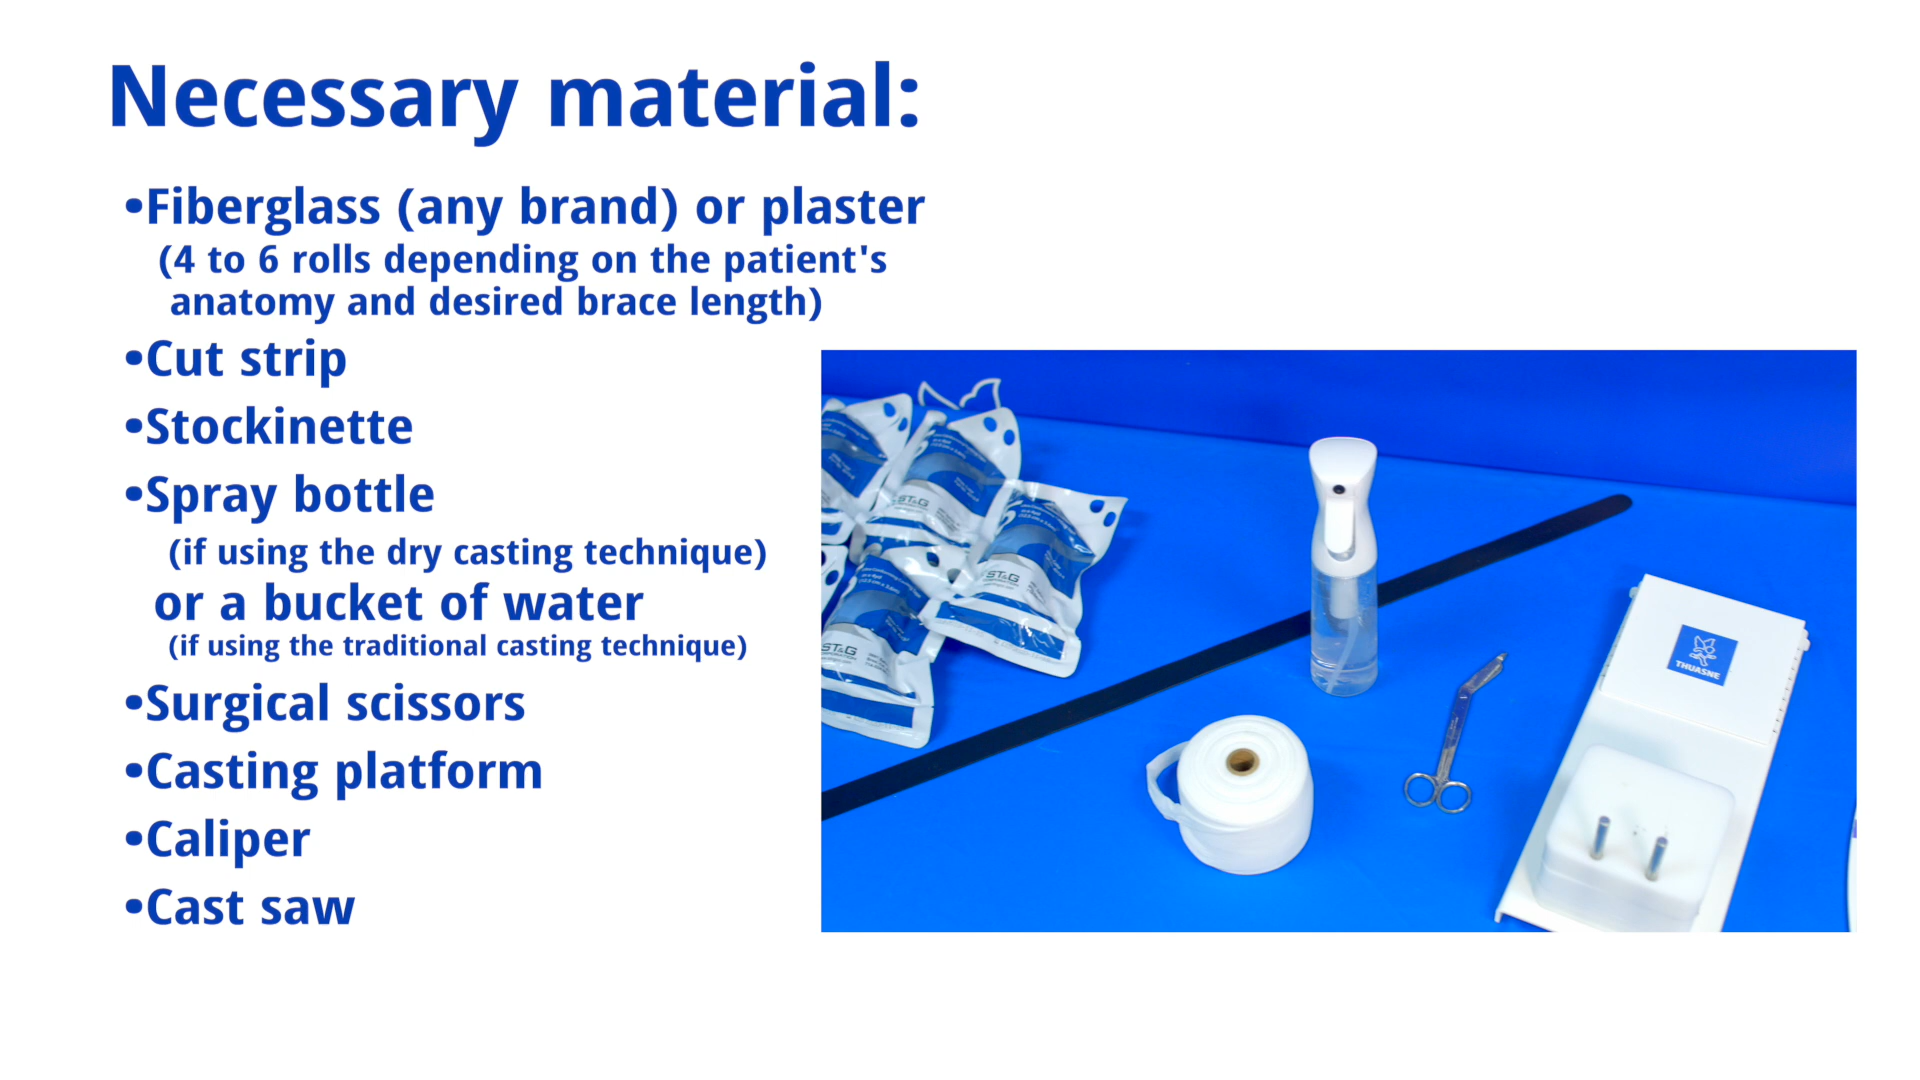 Necessary material:
•Fiberglass (any brand) or plaster
(4 to 6 rolls depending on the patient's
anatomy and desired brace length)
•Cut strip
•Stockinette
•Spray bottle
(if using the dry casting technique)
or a bucket of water
(if using the traditional casting technique)
•Surgical scissors
•Casting platform
•Caliper
•Cast saw
ST&G
ST&G
ST&G
THUASNE